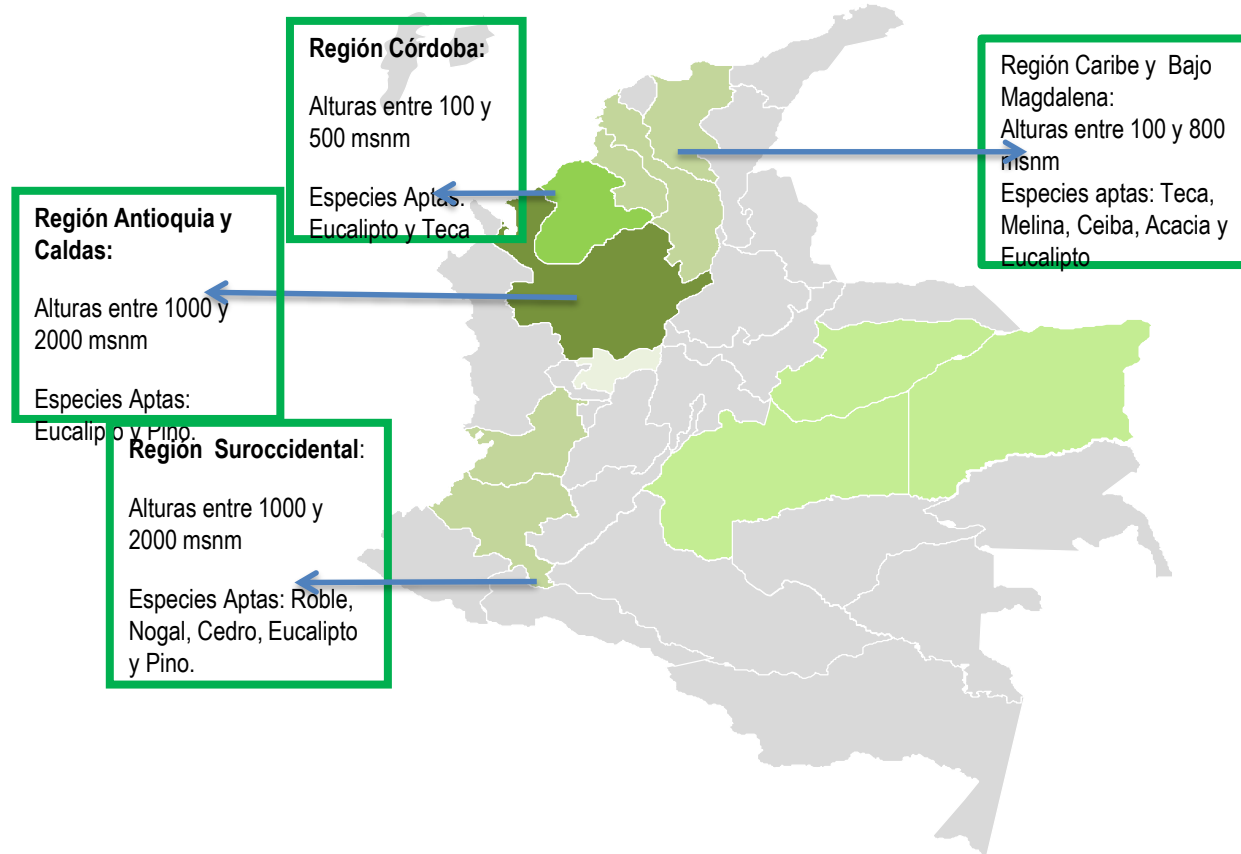 Región Córdoba:
Alturas entre 100 y
500 msnm
Especies Aptas:
Eucalipto y Teca
Región Caribe y Bajo
Magdalena:
Alturas entre 100 y 800
msnm
Especies aptas: Teca,
Melina, Ceiba, Acacia y
Eucalipto
Región Antioquia y
Caldas:
Alturas entre 1000 y
2000 msnm
Especies Aptas:
Eucalipto y Pino.
Región Suroccidental:
Alturas entre 1000 y
2000 msnm
Especies Aptas: Roble,
Nogal, Cedro, Eucalipto
y Pino.